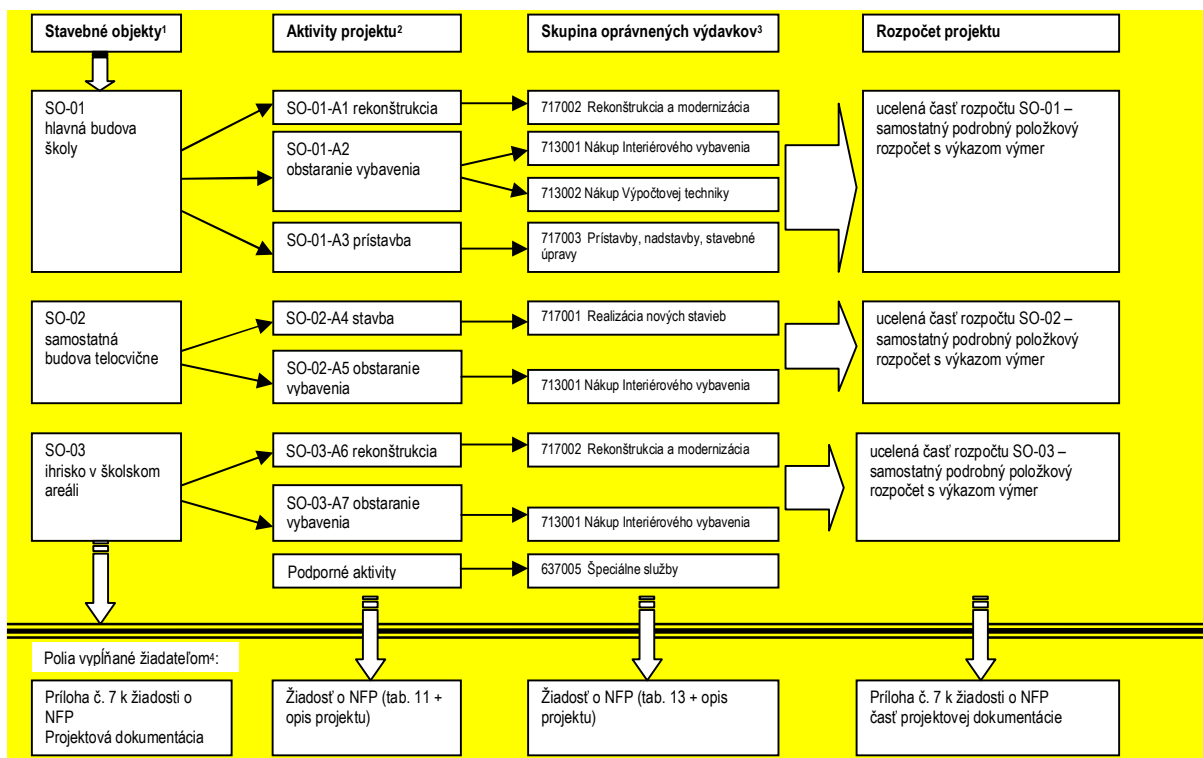 Stavebné objekty¹
Aktivity projektu²
Skupina oprávnených výdavkov³
Rozpočet projektu
SO-01
hlavná budova
školy
SO-01-A1 rekonštrukcia
717002 Rekonštrukcia a modernizácia
SO-01-A2
obstaranie vybavenia
713001 Nákup Interiérového vybavenia
713002 Nákup Výpočtovej techniky
SO-01-A3 prístavba
717003 Prístavby, nadstavby, stavebné
úpravy
ucelená časť rozpočtu SO-01 –
samostatný podrobný položkový
rozpočet s výkazom výmer
SO-02
samostatná
budova telocvične
SO-02-A4 stavba
717001 Realizácia nových stavieb
SO-02-A5 obstaranie
vybavenia
713001 Nákup Interiérového vybavenia
ucelená časť rozpočtu SO-02 –
samostatný podrobný položkový
rozpočet s výkazom výmer
SO-03
ihrisko v školskom
areáli
SO-03-A6 rekonštrukcia
717002 Rekonštrukcia a modernizácia
SO-03-A7 obstaranie
vybavenia
713001 Nákup Interiérového vybavenia
ucelená časť rozpočtu SO-03 –
samostatný podrobný položkový
rozpočet s výkazom výmer
Podporné aktivity
637005 Špeciálne služby
Polia vypĺňané žiadateľom⁴:
Príloha č. 7 k žiadosti o
NFP
Projektová dokumentácia
Žiadosť o NFP (tab. 11 +
opis projektu)
Žiadosť o NFP (tab. 13 + opis
projektu)
Príloha č. 7 k žiadosti o NFP
časť projektovej dokumentácie